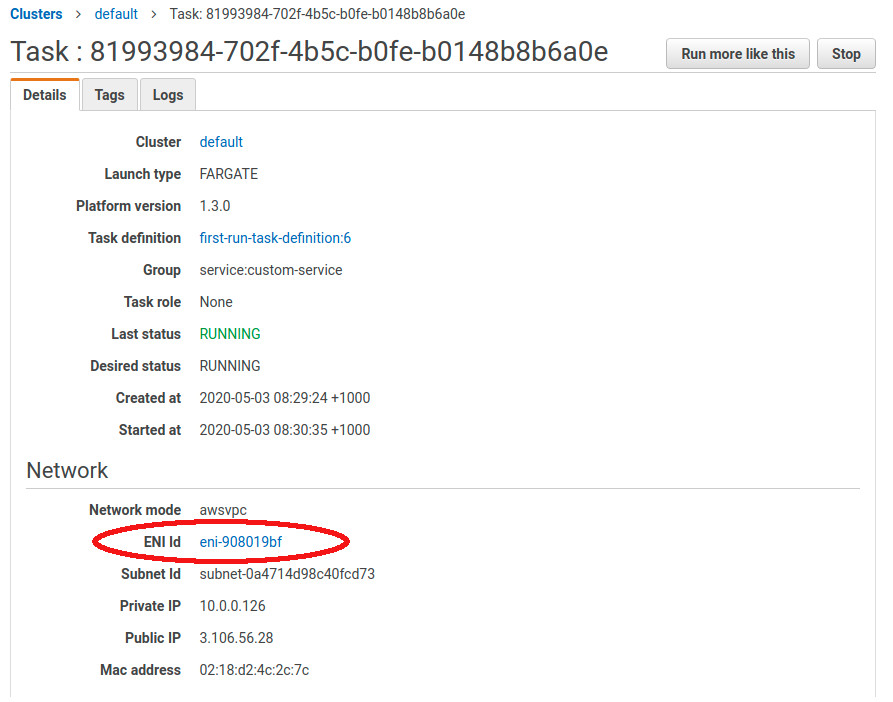 Clusters > default > Task: 81993984-702f-4b5c-b0fe-b0148b8b6a0e
Task : 81993984-702f-4b5c-b0fe-b0148b8b6a0e Run more like this Stop
Details Tags Logs
Cluster default
Launch type FARGATE
Platform version 1.3.0
Task definition first-run-task-definition:6
Group service:custom-service
Task role None
Last status RUNNING
Desired status RUNNING
Created at 2020-05-03 08:29:24 +1000
Started at 2020-05-03 08:30:35 +1000
Network
Network mode awsvpc
ENI Id eni-908019bf
Subnet Id subnet-0a4714d98c40fcd73
Private IP 10.0.0.126
Public IP 3.106.56.28
Mac address 02:18:d2:4c:2c:7c